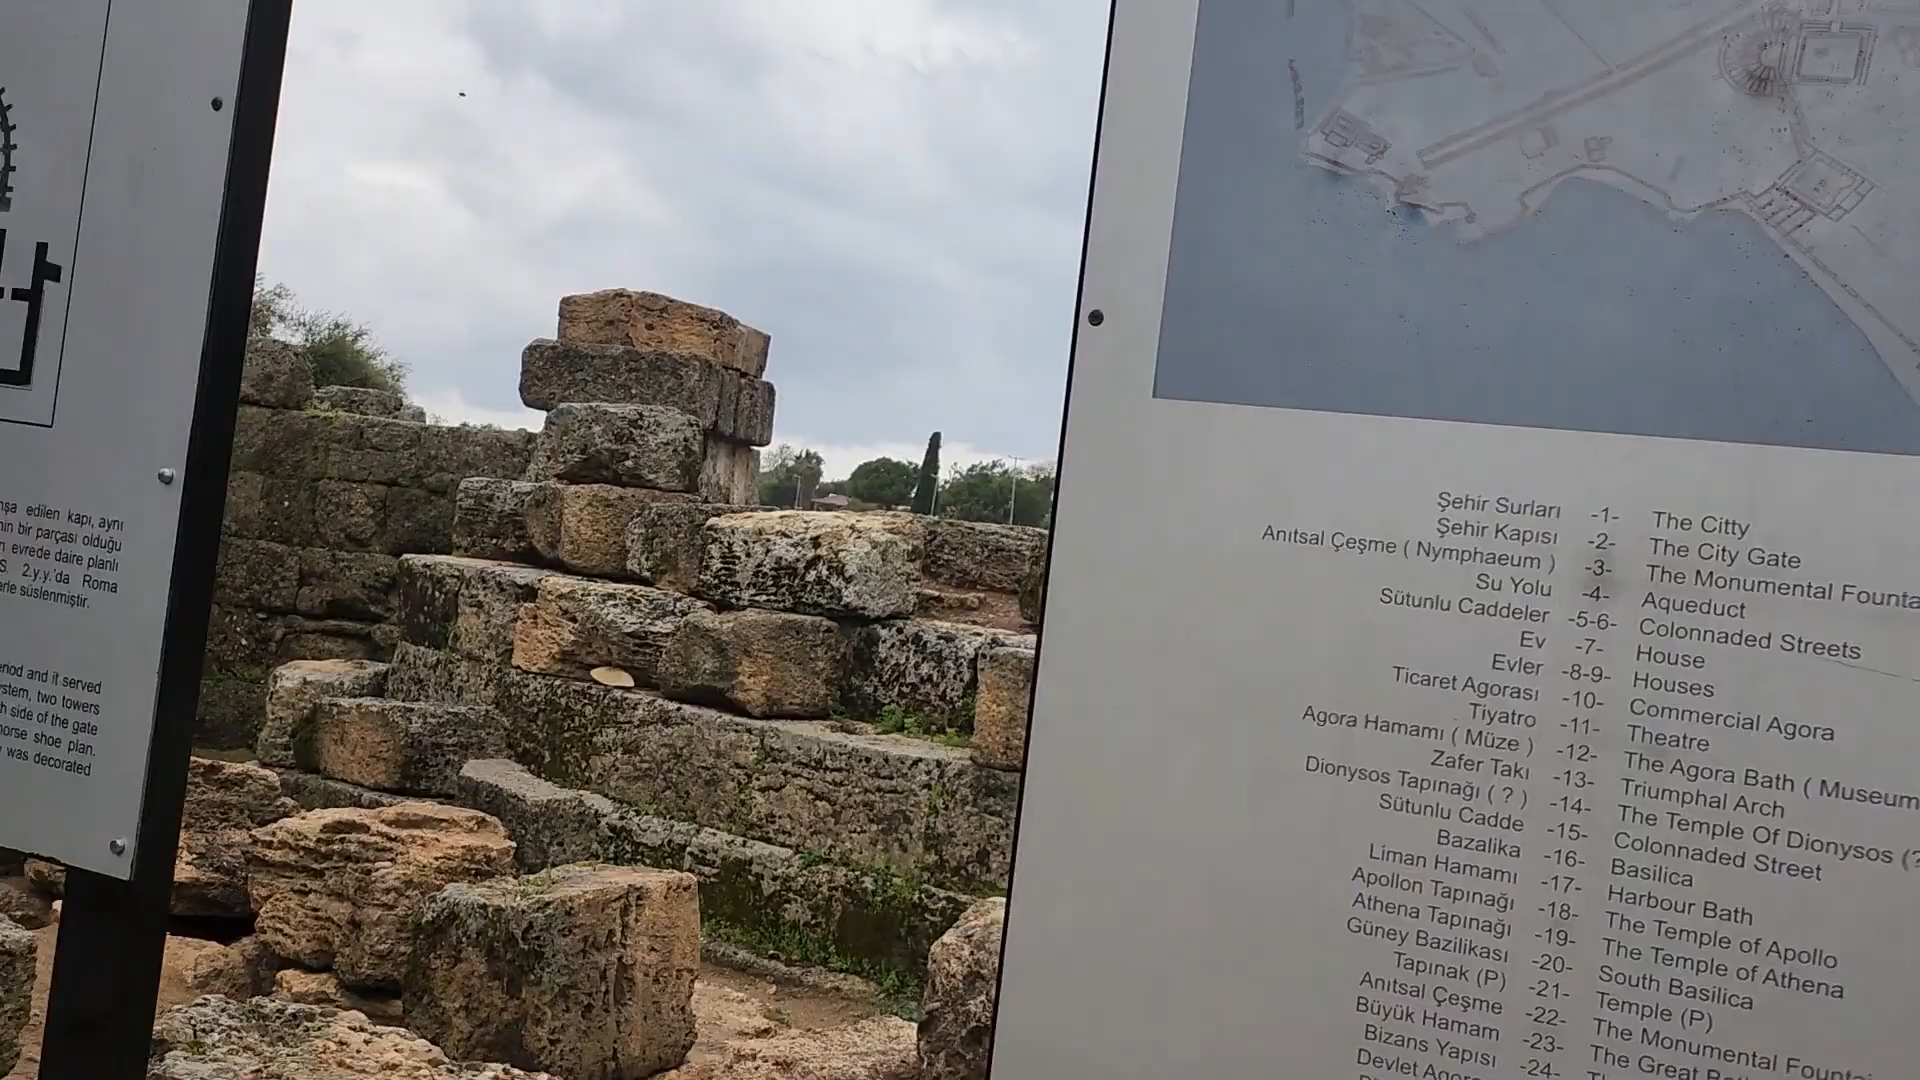 nşa edilen kapı, aynı
nin bir parçası olduğu
n evrede daire planlı
S. 2.y.y.'da Roma
erle süslenmiştir.
eriod and it served
ystem, two towers
h side of the gate
horse shoe plan.
was decorated
Şehir Surları -1- The Citty
Şehir Kapısı -2- The City Gate
Anıtsal Çeşme ( Nymphaeum ) -3- The Monumental Founta
Su Yolu -4- Aqueduct
Sütunlu Caddeler -5-6- Colonnaded Streets
Ev -7- House
Evler -8-9- Houses
Ticaret Agorası -10- Commercial Agora
Tiyatro -11- Theatre
Agora Hamamı ( Müze ) -12- The Agora Bath ( Museum
Zafer Takı -13- Triumphal Arch
Dionysos Tapınağı ( ? ) -14- The Temple Of Dionysos (?
Sütunlu Cadde -15- Colonnaded Street
Bazalika -16- Basilica
Liman Hamamı -17- Harbour Bath
Apollon Tapınağı -18- The Temple of Apollo
Athena Tapınağı -19- The Temple of Athena
Güney Bazilikası -20- South Basilica
Tapınak (P) -21- Temple (P)
Anıtsal Çeşme -22- The Monumental Fountai
Büyük Hamam -23- The Great
Bizans Yapısı -24-
Devlet